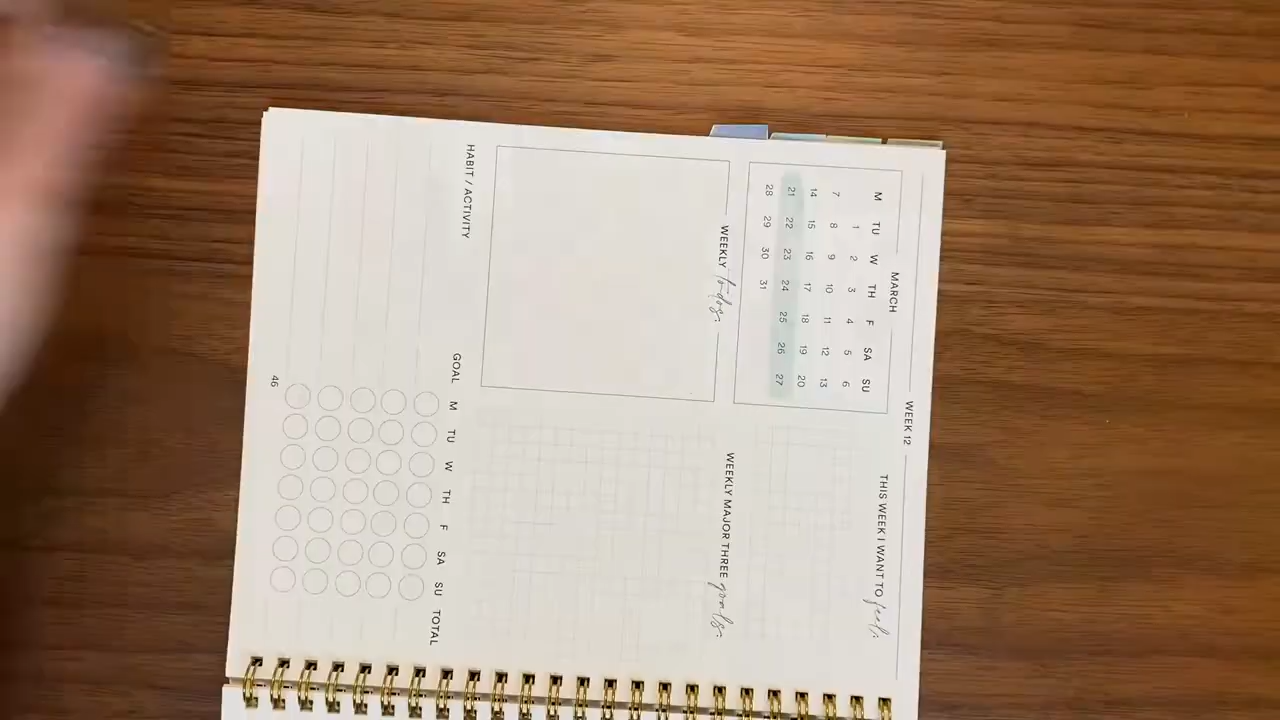 WEEK 12
MARCH
M TU W TH F SA SU
1 2 3 4 5 6
7 8 9 10 11 12 13
14 15 16 17 18 19 20
21 22 23 24 25 26 27
28 29 30 31
THIS WEEK I WANT TO feel:
WEEKLY to dos:
WEEKLY MAJOR THREE goals:
HABIT / ACTIVITY GOAL M TU W TH F SA SU TOTAL
46